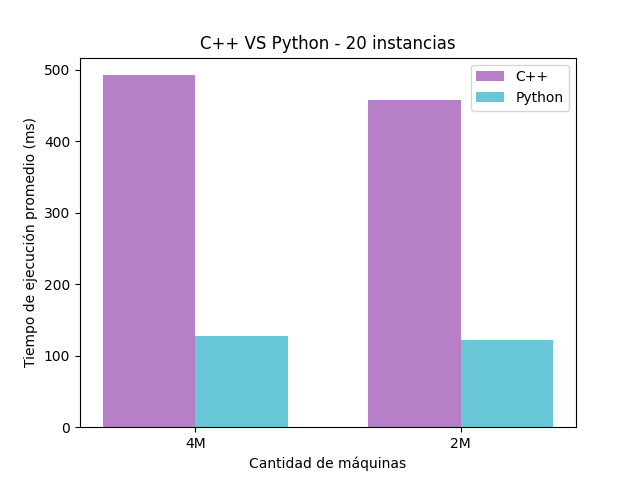 C++ VS Python - 20 instancias
C++
Python
Tiempo de ejecución promedio (ms)
500
400
300
200
100
0
4M
2M
Cantidad de máquinas